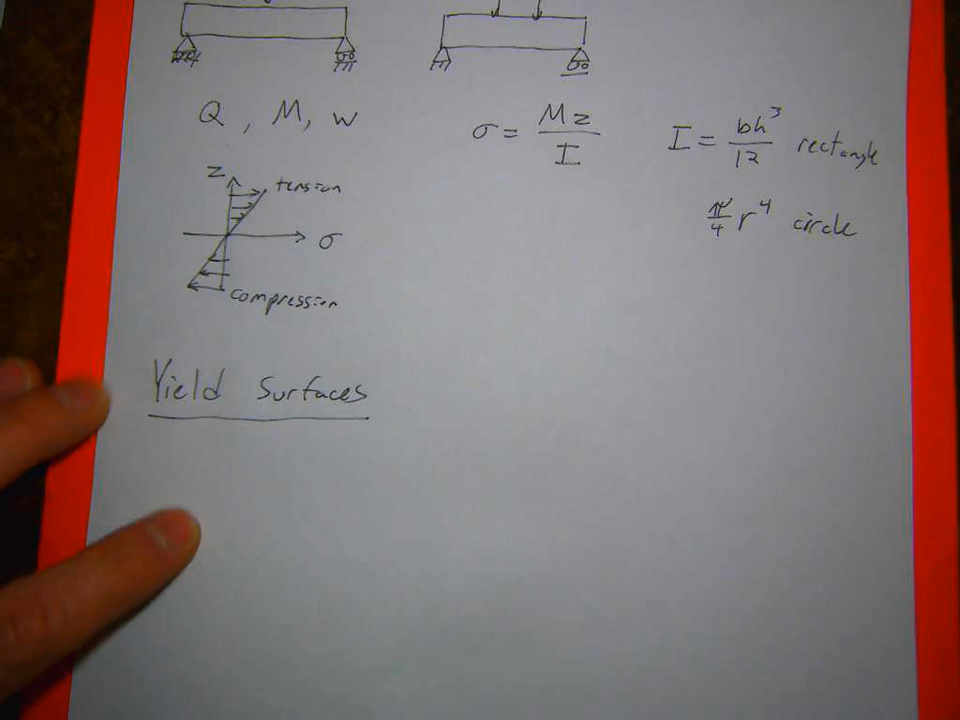 Q, M, w
σ = Mz/I
I = bh³/12 rectangle
π/4 r⁴ circle
z
tension
σ
compression
Yield Surfaces